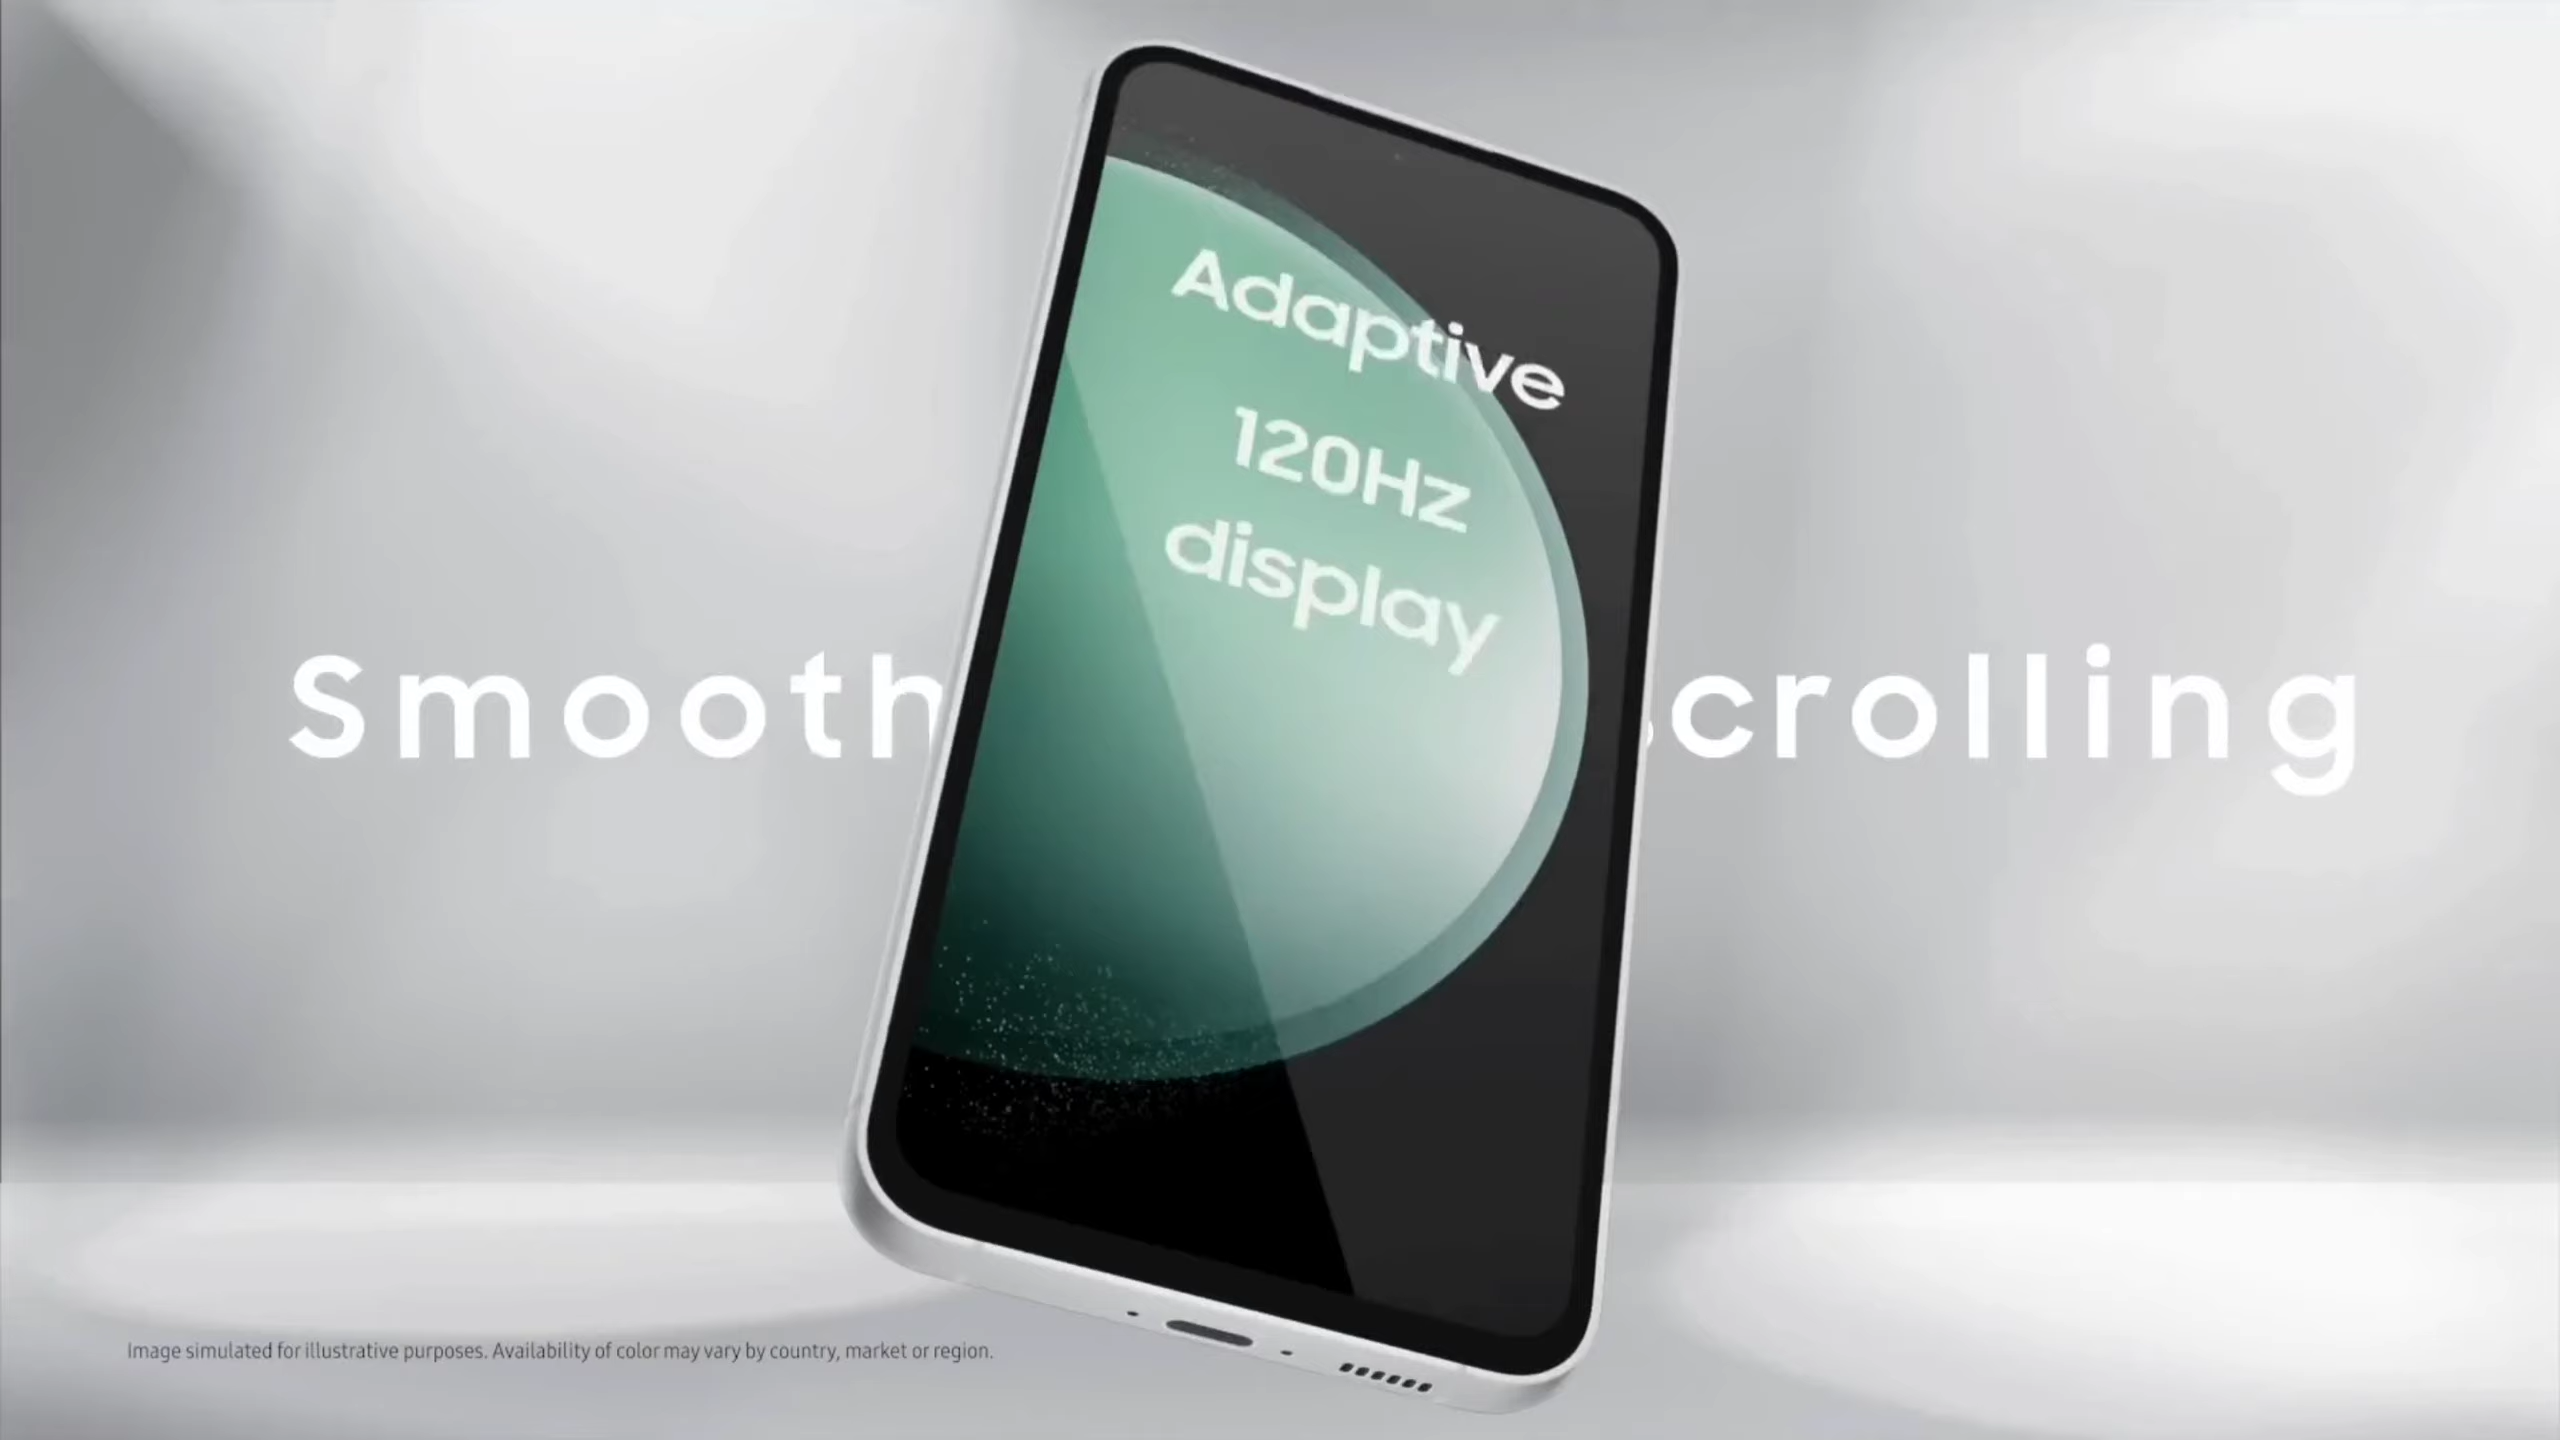 Adaptive
120Hz
display
Smooth scrolling
Image simulated for illustrative purposes. Availability of color may vary by country, market or region.